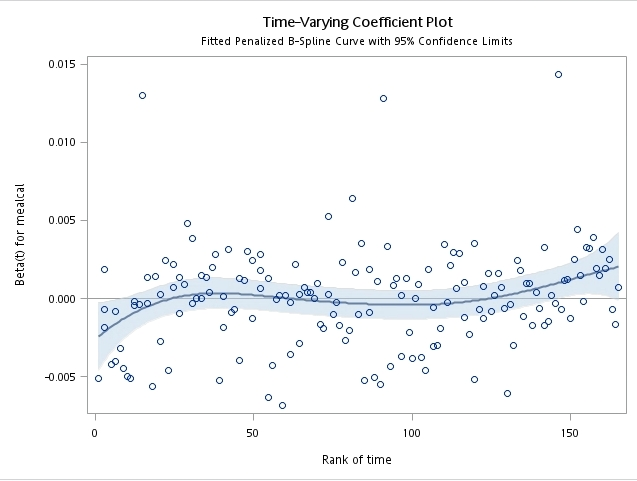 Time-Varying Coefficient Plot
Fitted Penalized B-Spline Curve with 95% Confidence Limits
0.015
0.010
0.005
0.000
-0.005
Beta(t) for mealcal
0
50
100
150
Rank of time